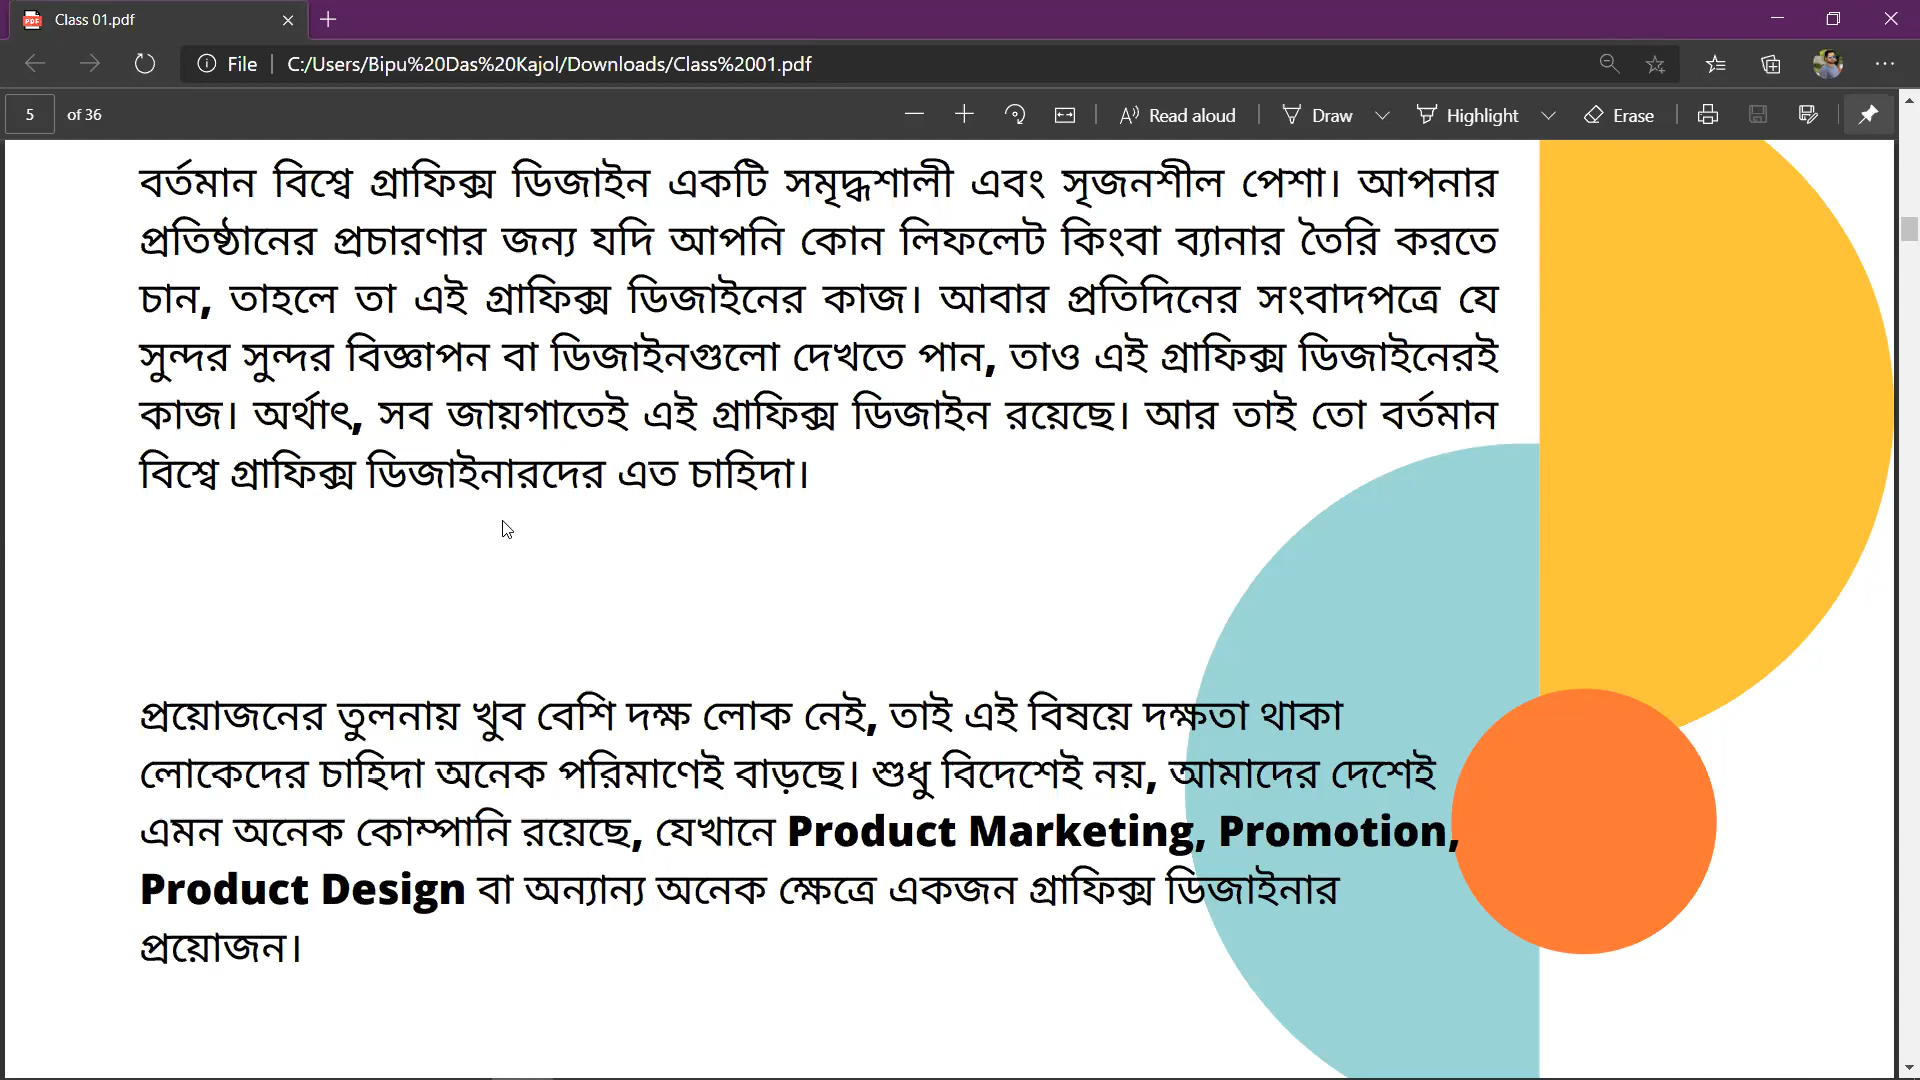 Class 01.pdf
File
C:/Users/Bipu%20Das%20Kajol/Downloads/Class%2001.pdf
5 of 36
Read aloud
Draw
Highlight
Erase
বর্তমান বিশ্বে গ্রাফিক্স ডিজাইন একটি সমৃদ্ধশালী এবং সৃজনশীল পেশা। আপনার
প্রতিষ্ঠানের প্রচারণার জন্য যদি আপনি কোন লিফলেট কিংবা ব্যানার তৈরি করতে
চান, তাহলে তা এই গ্রাফিক্স ডিজাইনের কাজ। আবার প্রতিদিনের সংবাদপত্রে যে
সুন্দর সুন্দর বিজ্ঞাপন বা ডিজাইনগুলো দেখতে পান, তাও এই গ্রাফিক্স ডিজাইনেরই
কাজ। অর্থাৎ, সব জায়গাতেই এই গ্রাফিক্স ডিজাইন রয়েছে। আর তাই তো বর্তমান
বিশ্বে গ্রাফিক্স ডিজাইনারদের এত চাহিদা।
প্রয়োজনের তুলনায় খুব বেশি দক্ষ লোক নেই, তাই এই বিষয়ে দক্ষতা থাকা
লোকেদের চাহিদা অনেক পরিমাণেই বাড়ছে। শুধু বিদেশেই নয়, আমাদের দেশেই
এমন অনেক কোম্পানি রয়েছে, যেখানে Product Marketing, Promotion,
Product Design বা অন্যান্য অনেক ক্ষেত্রে একজন গ্রাফিক্স ডিজাইনার
প্রয়োজন।